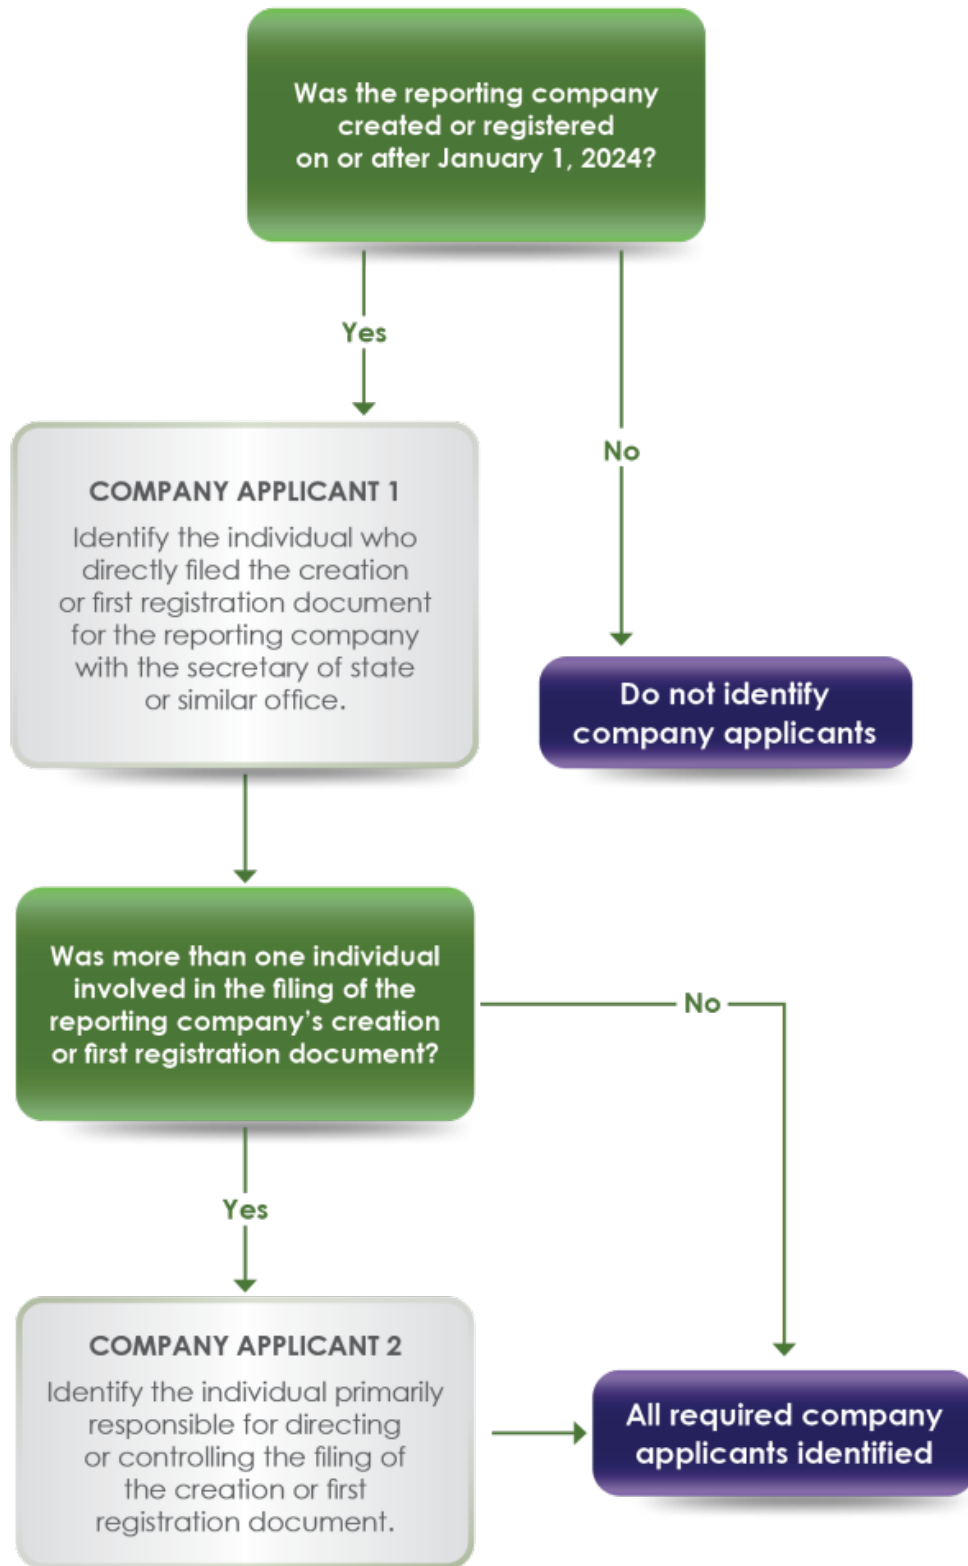 Was the reporting company
created or registered
on or after January 1, 2024?
Yes
No
COMPANY APPLICANT 1
Identify the individual who
directly filed the creation
or first registration document
for the reporting company
with the secretary of state
or similar office.
Do not identify
company applicants
Was more than one individual
involved in the filing of the
reporting company’s creation
or first registration document?
No
Yes
COMPANY APPLICANT 2
Identify the individual primarily
responsible for directing
or controlling the filing of
the creation or first
registration document.
All required company
applicants identified